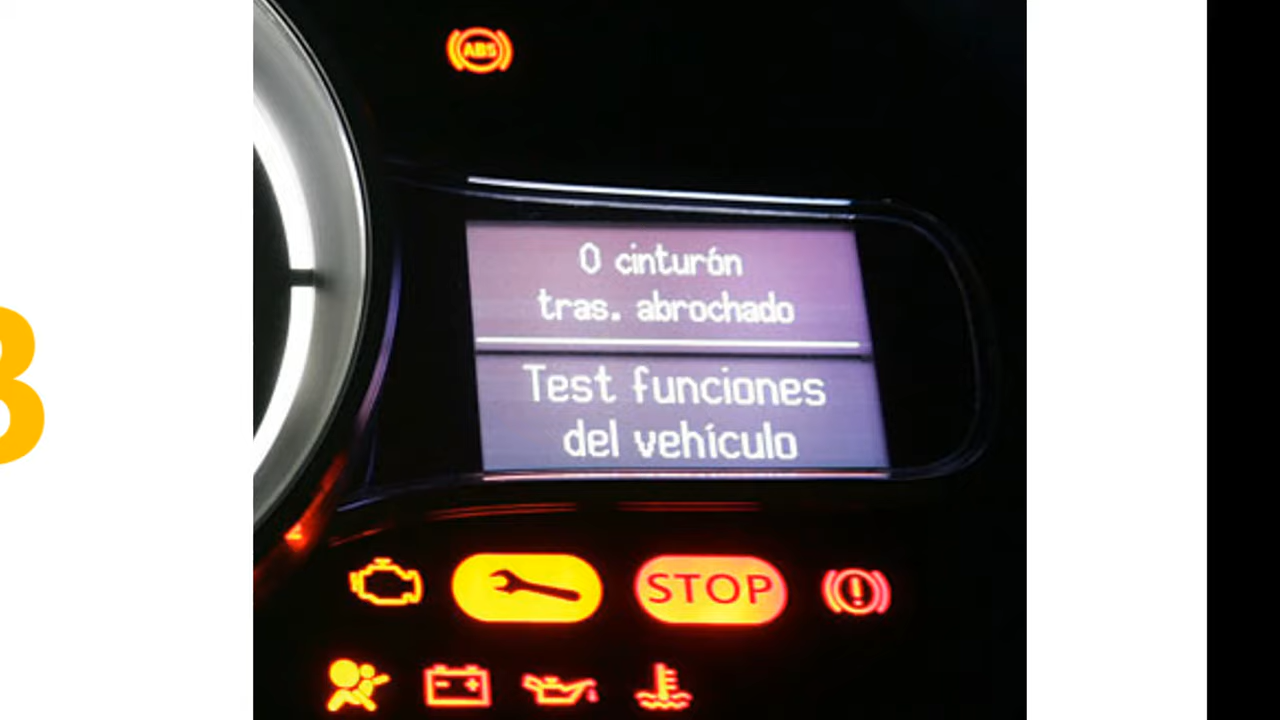 ABS
0 cinturón
tras. abrochado
Test funciones
del vehículo
STOP